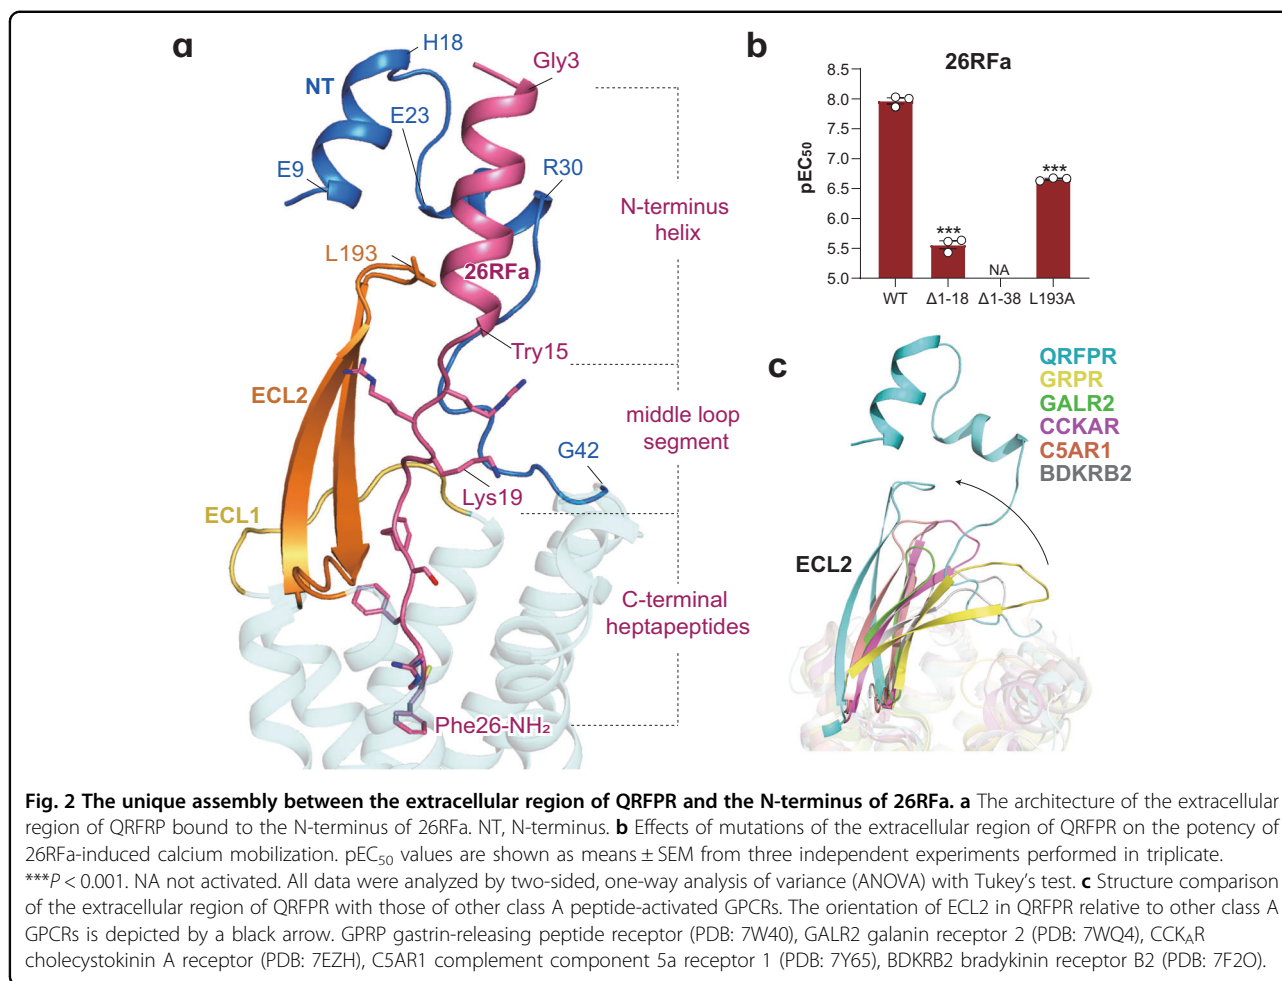 a
H18
Gly3
NT
E23
E9
R30
N-terminus
helix
L193
26RFa
Try15
ECL2
middle loop
segment
G42
Lys19
ECL1
C-terminal
heptapeptides
Phe26-NH₂
b
26RFa
8.5
8.0
7.5
7.0
6.5
6.0
5.5
5.0
pEC50
***
NA
***
WT
Δ1-18
Δ1-38
L193A
c
QRFPR
GRPR
GALR2
CCKAR
C5AR1
BDKRB2
ECL2
Fig. 2 The unique assembly between the extracellular region of QRFPR and the N-terminus of 26RFa. a The architecture of the extracellular
region of QRFRP bound to the N-terminus of 26RFa. NT, N-terminus. b Effects of mutations of the extracellular region of QRFPR on the potency of
26RFa-induced calcium mobilization. pEC50 values are shown as means ± SEM from three independent experiments performed in triplicate.
***P < 0.001. NA not activated. All data were analyzed by two-sided, one-way analysis of variance (ANOVA) with Tukey's test. c Structure comparison
of the extracellular region of QRFPR with those of other class A peptide-activated GPCRs. The orientation of ECL2 in QRFPR relative to other class A
GPCRs is depicted by a black arrow. GPRP gastrin-releasing peptide receptor (PDB: 7W40), GALR2 galanin receptor 2 (PDB: 7WQ4), CCKAR
cholecystokinin A receptor (PDB: 7EZH), C5AR1 complement component 5a receptor 1 (PDB: 7Y65), BDKRB2 bradykinin receptor B2 (PDB: 7F2O).